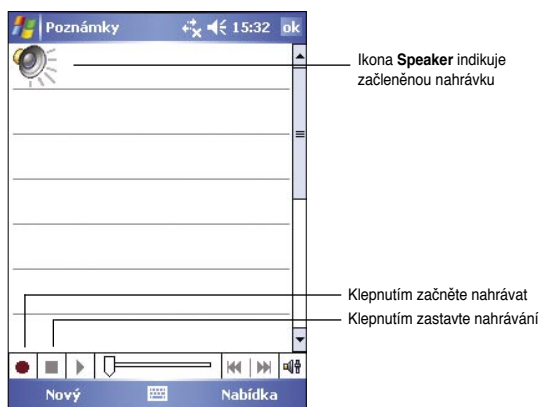 Poznámky 15:32 ok
Ikona Speaker indikuje
začleněnou nahrávku
Klepnutím začněte nahrávat
Klepnutím zastavte nahrávání
Nový Nabídka